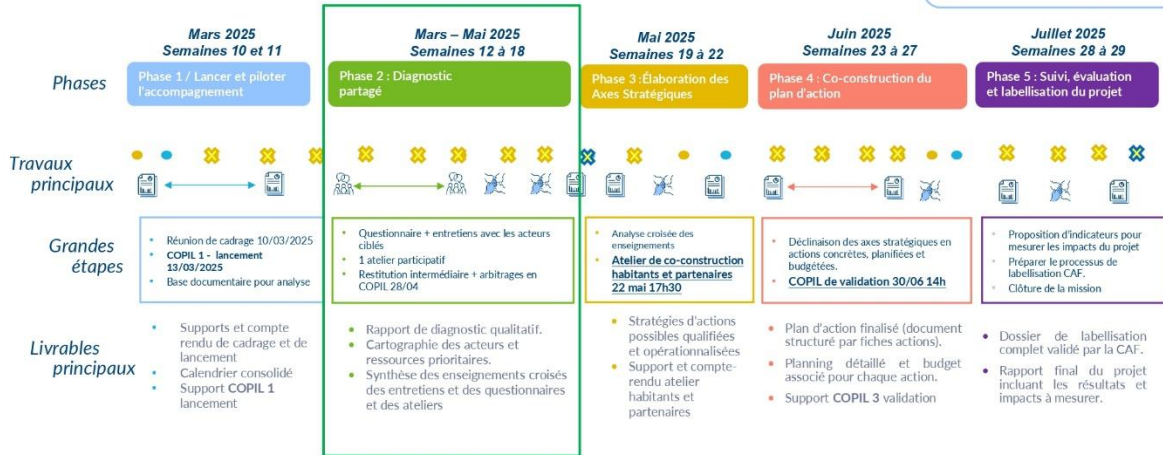 Mars 2025
Semaines 10 et 11
Mars – Mai 2025
Semaines 12 à 18
Mai 2025
Semaines 19 à 22
Juin 2025
Semaines 23 à 27
Juillet 2025
Semaines 28 à 29
Phases
Phase 1 / Lancer et piloter
l'accompagnement
Phase 2 : Diagnostic
partagé
Phase 3 :Élaboration des
Axes Stratégiques
Phase 4 : Co-construction du
plan d'action
Phase 5 : Suivi, évaluation
et labellisation du projet
Travaux
principaux
Grandes
étapes
• Réunion de cadrage 10/03/2025
• COPIL 1 - lancement
13/03/2025
• Base documentaire pour analyse
• Questionnaire + entretiens avec les acteurs
ciblés
• 1 atelier participatif
• Restitution intermédiaire + arbitrages en
COPIL 28/04
• Analyse croisée des
enseignements
• Atelier de co-construction
habitants et partenaires
22 mai 17h30
• Déclinaison des axes stratégiques en
actions concrètes, planifiées et
budgétées.
• COPIL de validation 30/06 14h
• Proposition d'indicateurs pour
mesurer les impacts du projet
• Préparer le processus de
labellisation CAF.
• Clôture de la mission
Livrables
principaux
• Supports et compte
rendu de cadrage et de
lancement
• Calendrier consolidé
• Support COPIL 1
lancement
• Rapport de diagnostic qualitatif.
• Cartographie des acteurs et
ressources prioritaires.
• Synthèse des enseignements croisés
des entretiens et des questionnaires
et des ateliers
• Stratégies d'actions
possibles qualifiées et
opérationnalisées
• Support et compte-
rendu atelier
habitants et
partenaires
• Plan d'action finalisé (document
structuré par fiches actions).
• Planning détaillé et budget
associé pour chaque action.
• Support COPIL 3 validation
• Dossier de labellisation
complet validé par la CAF.
• Rapport final du projet
incluant les résultats et
impacts à mesurer.